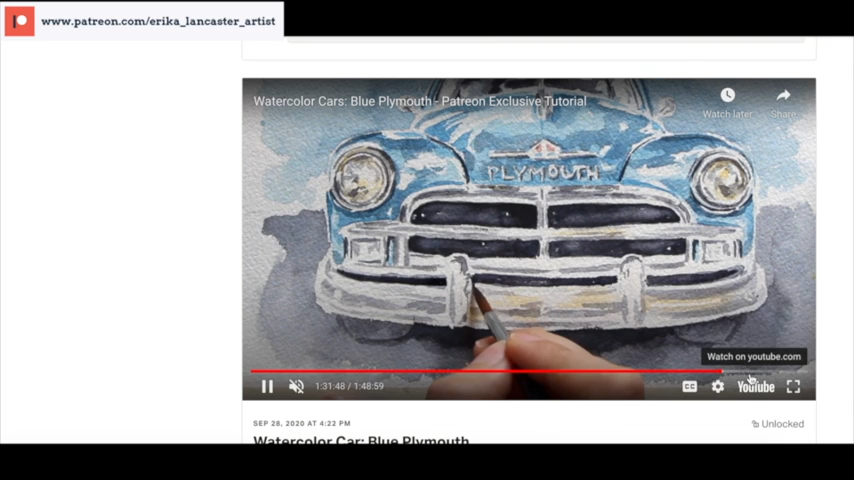 www.patreon.com/erika_lancaster_artist
Watercolor Cars: Blue Plymouth - Patreon Exclusive Tutorial
Watch later
Share
PLYMOUTH
Watch on youtube.com
1:31:48 / 1:48:59
CC
YouTube
SEP 28, 2020 AT 4:22 PM
Unlocked
Watercolor Car: Blue Plymouth